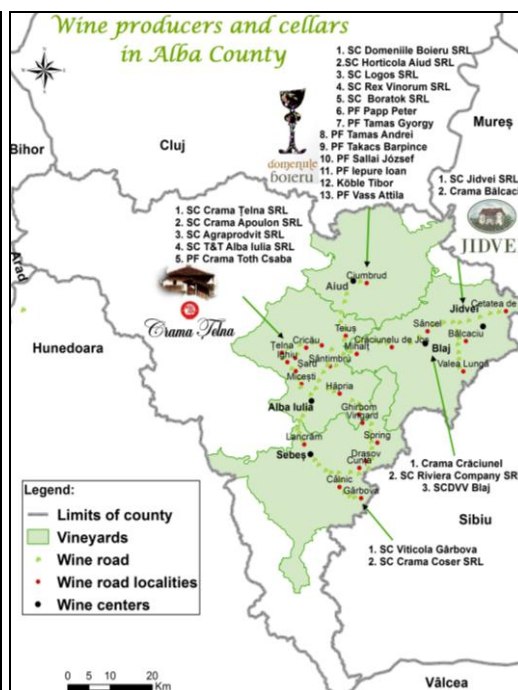 Wine producers and cellars
in Alba County
1. SC Domeniile Boieru SRL
2.SC Horticola Aiud SRL
3. SC Logos SRL
4. SC Rex Vinorum SRL
5. SC Boratok SRL
6. PF Papp Peter
7. PF Tamas Gyorgy
8. PF Tamas Andrei
9. PF Takacs Barpince
10. PF Sallai József
11. PF Iepure Ioan
12. Köble Tibor
13. PF Vass Attila
domeniile
boieru
Mureș
Bihor
Cluj
1. SC Jidvei SRL
2. Crama Bălcaci
JIDVE
1. SC Crama Țelna SRL
2. SC Crama Apoulon SRL
3. SC Agraprodvit SRL
4. SC T&T Alba Iulia SRL
5. PF Crama Toth Csaba
Crama Țelna
Arad
Hunedoara
Ciumbrud
Aiud
Jidvei
Cetatea de
Teiuș
Sâncel
Bălcaciu
Cricău
Crăciunelu de Jos
Țelna
Mihalț
Blaj
Ighiu
Șard
Sântimbru
Valea Lungă
Micești
Hăpria
Alba Iulia
Ghirbom
Vingard
Lancrăm
Spring
Sebeș
Drașov
Cunța
Câlnic
Gârbova
1. Crama Crăciunel
2. SC Riviera Company SR
3. SCDVV Blaj
Sibiu
1. SC Viticola Gârbova
2. SC Crama Coser SRL
Legend:
Limits of county
Vineyards
Wine road
Wine road localities
Wine centers
0 5 10 20
Km
Vâlcea